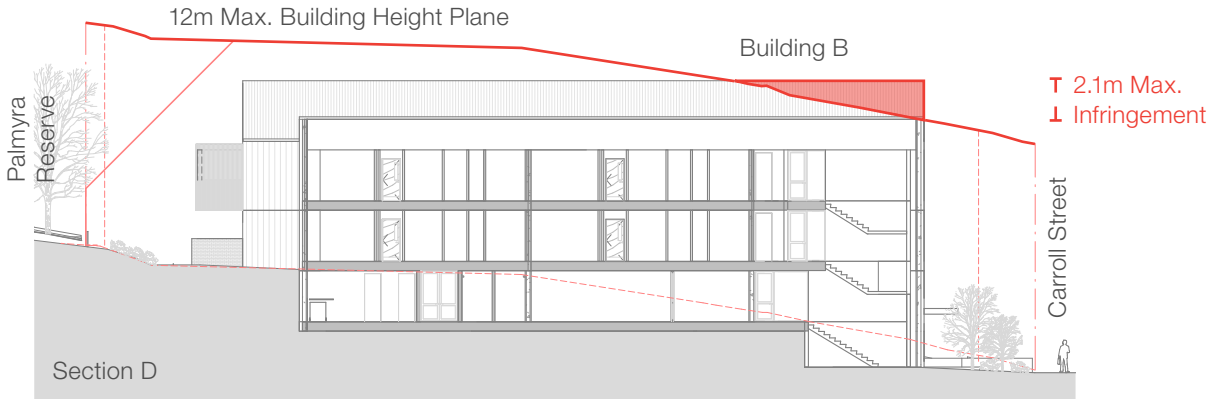 12m Max. Building Height Plane
Building B
2.1m Max.
Infringement
Palmyra
Reserve
Carroll Street
Section D